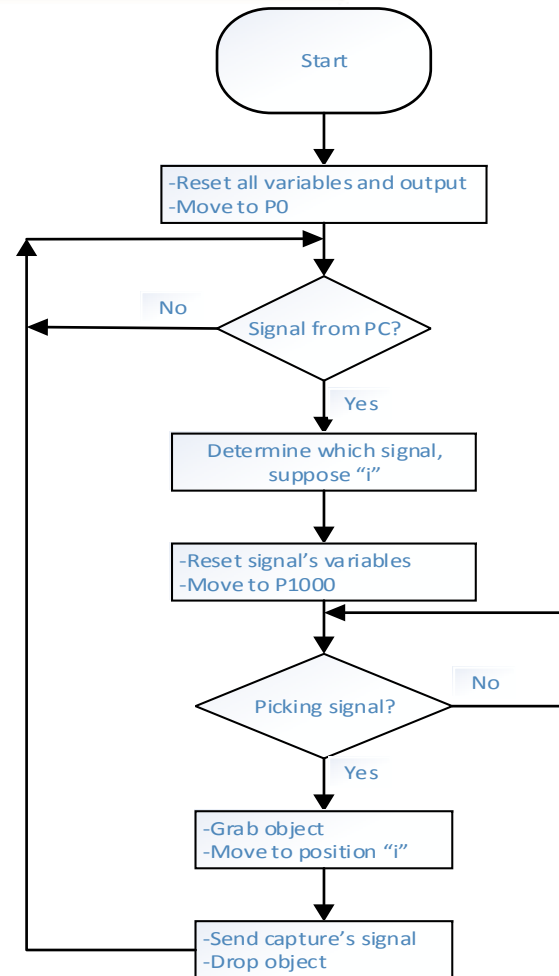 Start
-Reset all variables and output
-Move to P0
No
Signal from PC?
Yes
Determine which signal,
suppose “i”
-Reset signal’s variables
-Move to P1000
No
Picking signal?
Yes
-Grab object
-Move to position “i”
-Send capture’s signal
-Drop object